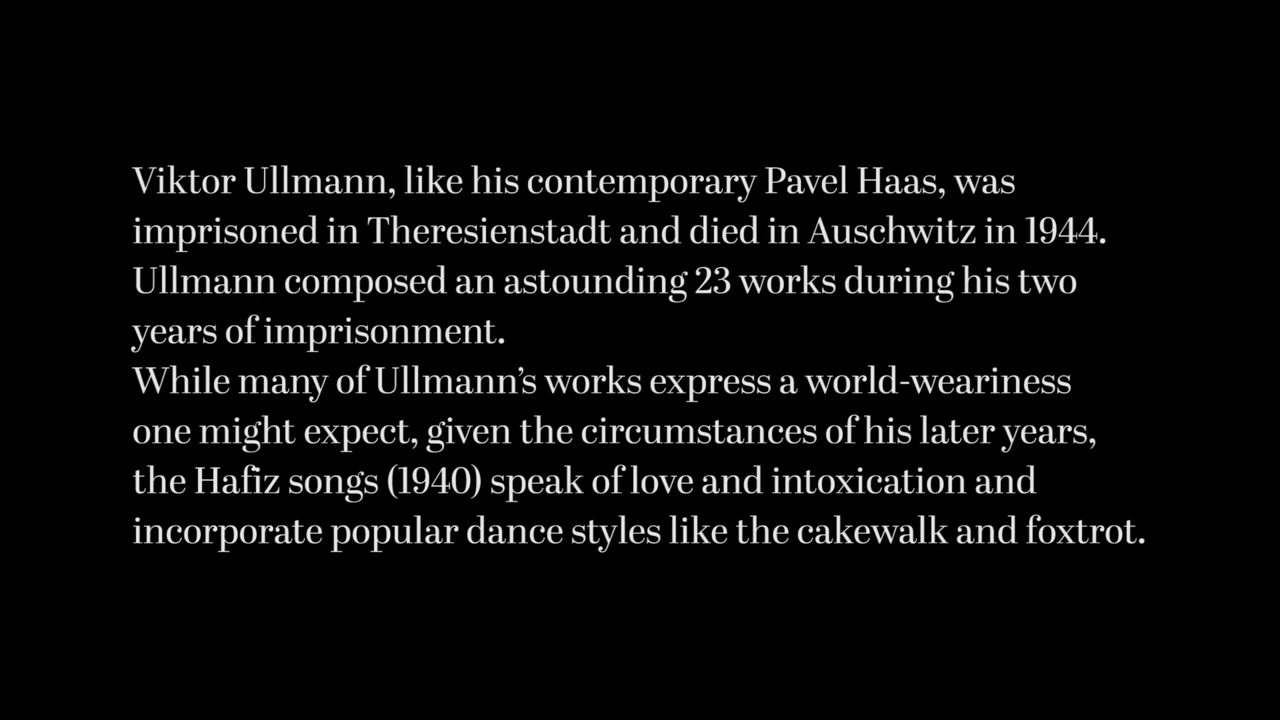 Viktor Ullmann, like his contemporary Pavel Haas, was
imprisoned in Theresienstadt and died in Auschwitz in 1944.
Ullmann composed an astounding 23 works during his two
years of imprisonment.
While many of Ullmann’s works express a world-weariness
one might expect, given the circumstances of his later years,
the Hafiz songs (1940) speak of love and intoxication and
incorporate popular dance styles like the cakewalk and foxtrot.